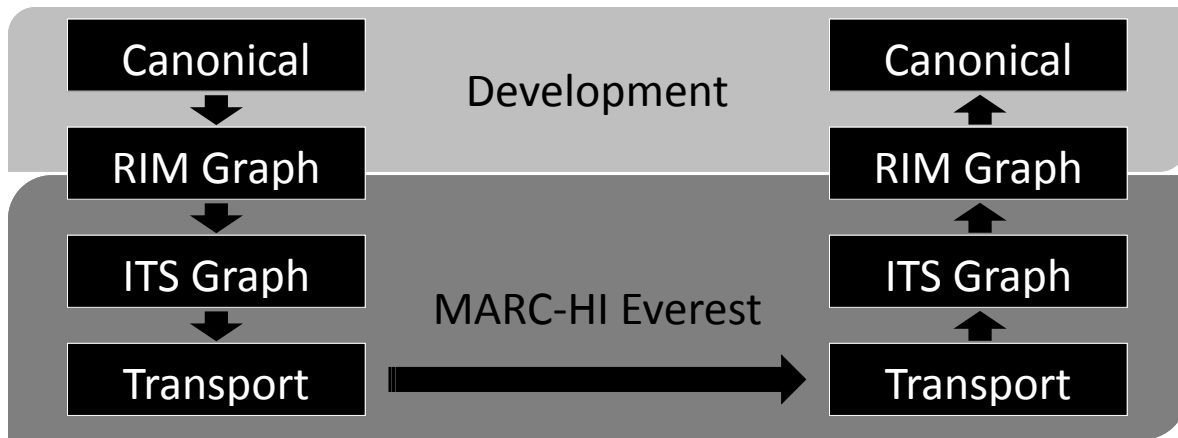 Canonical
RIM Graph
ITS Graph
Transport
Development
MARC-HI Everest
Canonical
RIM Graph
ITS Graph
Transport